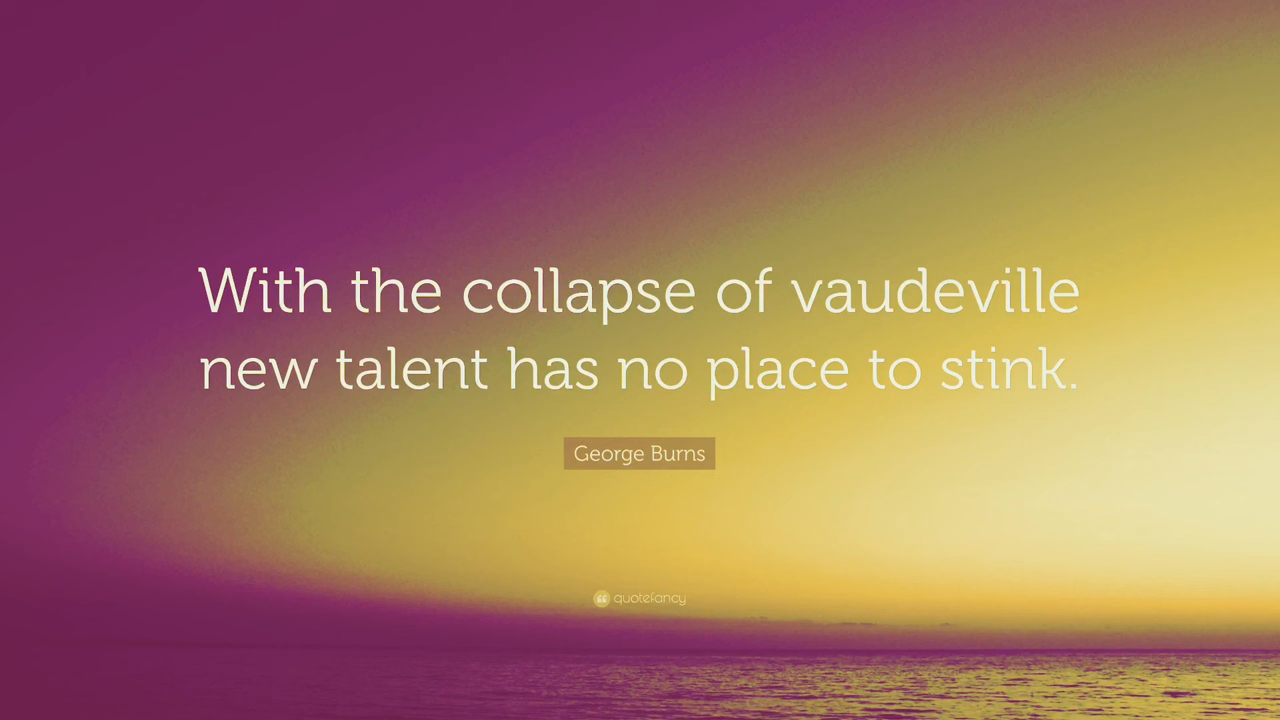 With the collapse of vaudeville
new talent has no place to stink.
George Burns
quotefancy